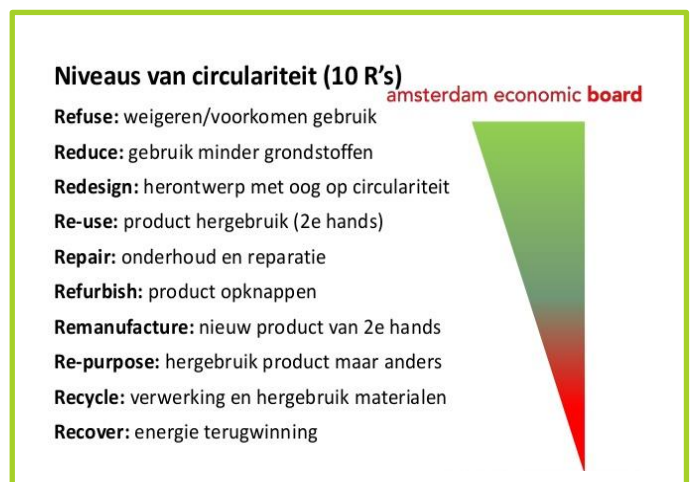 Niveaus van circulariteit (10 R's)
amsterdam economic board
Refuse: weigeren/voorkomen gebruik
Reduce: gebruik minder grondstoffen
Redesign: herontwerp met oog op circulariteit
Re-use: product hergebruik (2e hands)
Repair: onderhoud en reparatie
Refurbish: product opknappen
Remanufacture: nieuw product van 2e hands
Re-purpose: hergebruik product maar anders
Recycle: verwerking en hergebruik materialen
Recover: energie terugwinning